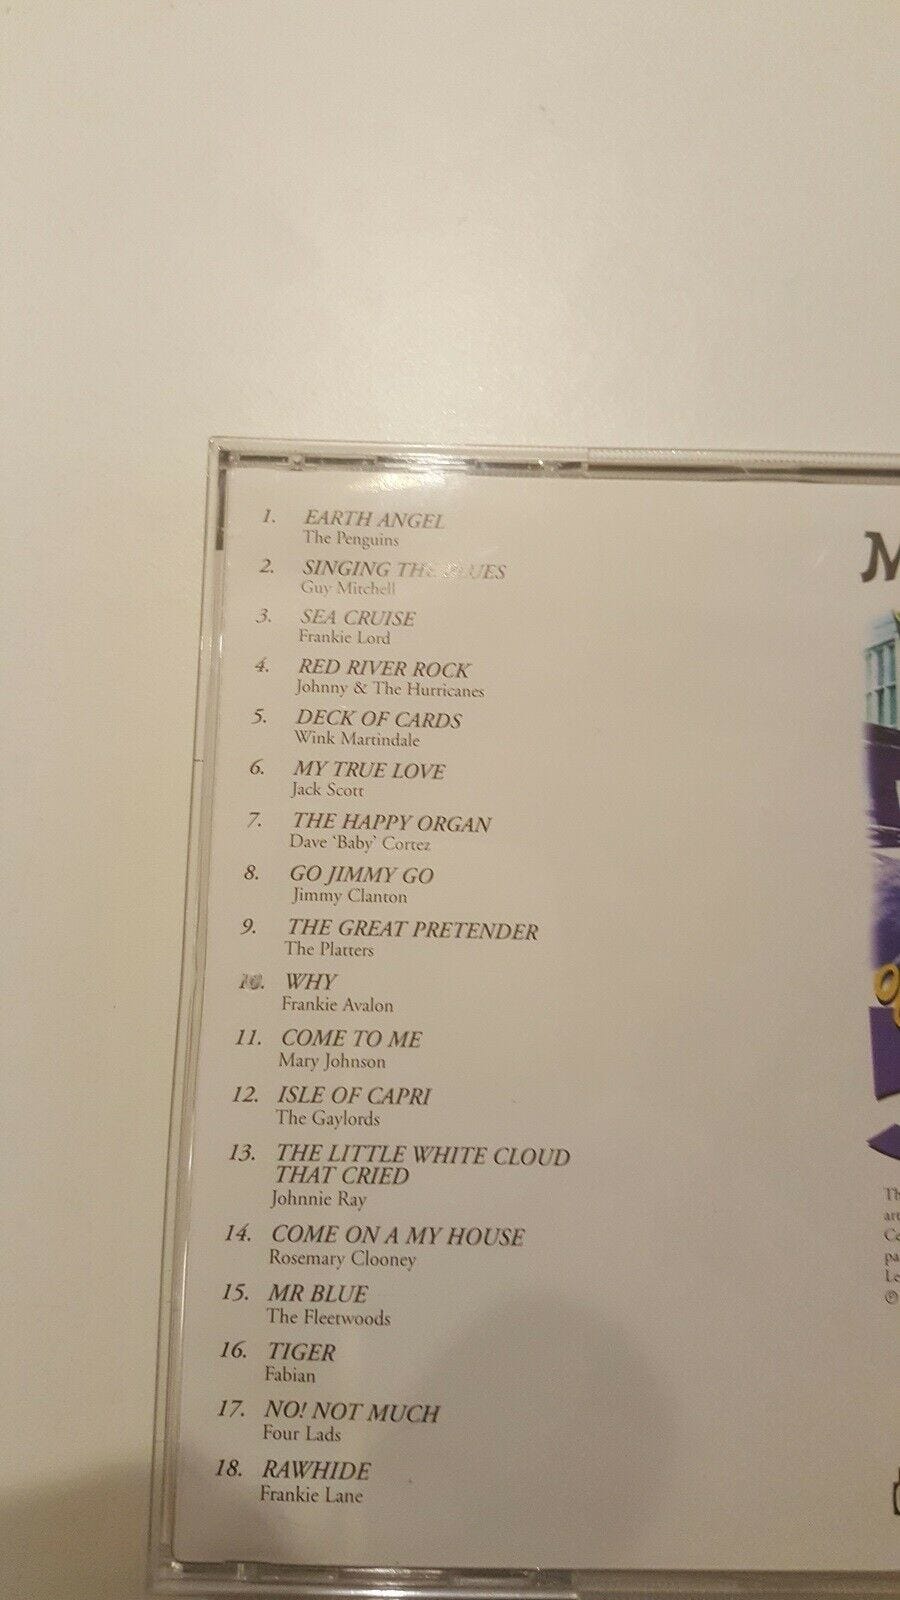 1. EARTH ANGEL
The Penguins
2. SINGING THE BLUES
Guy Mitchell
3. SEA CRUISE
Frankie Lord
4. RED RIVER ROCK
Johnny & The Hurricanes
5. DECK OF CARDS
Wink Martindale
6. MY TRUE LOVE
Jack Scott
7. THE HAPPY ORGAN
Dave 'Baby' Cortez
8. GO JIMMY GO
Jimmy Clanton
9. THE GREAT PRETENDER
The Platters
10. WHY
Frankie Avalon
11. COME TO ME
Mary Johnson
12. ISLE OF CAPRI
The Gaylords
13. THE LITTLE WHITE CLOUD
THAT CRIED
Johnnie Ray
14. COME ON A MY HOUSE
Rosemary Clooney
15. MR BLUE
The Fleetwoods
16. TIGER
Fabian
17. NO! NOT MUCH
Four Lads
18. RAWHIDE
Frankie Lane
M
Th
art
Co
pa
Le
℗